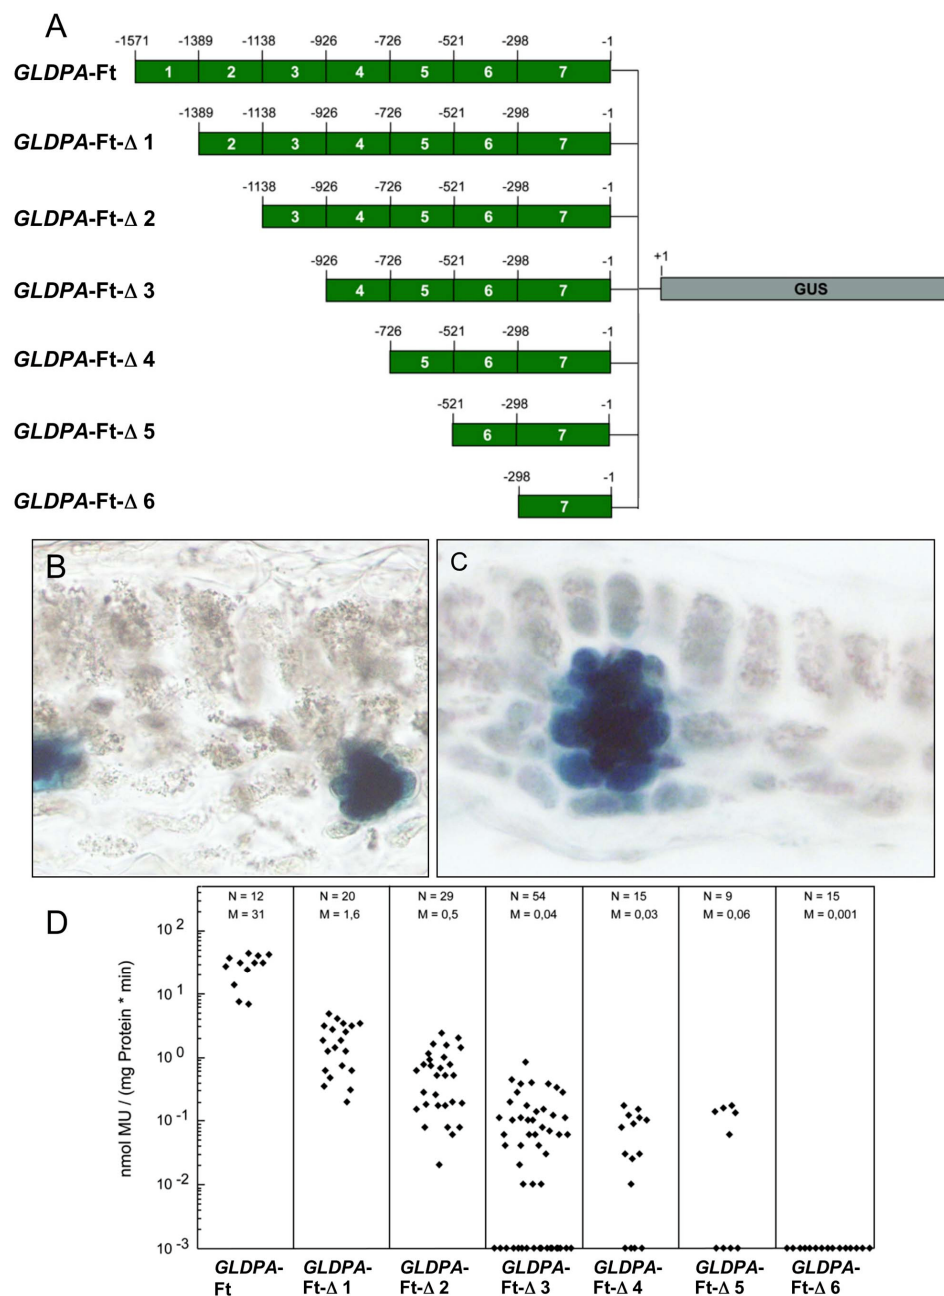 A
-1571 -1389 -1138 -926 -726 -521 -298 -1
GLDPA-Ft 1 2 3 4 5 6 7
-1389 -1138 -926 -726 -521 -298 -1
GLDPA-Ft-Δ 1 2 3 4 5 6 7
-1138 -926 -726 -521 -298 -1
GLDPA-Ft-Δ 2 3 4 5 6 7
-926 -726 -521 -298 -1 +1
GLDPA-Ft-Δ 3 4 5 6 7 GUS
-726 -521 -298 -1
GLDPA-Ft-Δ 4 5 6 7
-521 -298 -1
GLDPA-Ft-Δ 5 6 7
-298 -1
GLDPA-Ft-Δ 6 7
B C
D
N = 12 N = 20 N = 29 N = 54 N = 15 N = 9 N = 15
M = 31 M = 1,6 M = 0,5 M = 0,04 M = 0,03 M = 0,06 M = 0,001
nmol MU / (mg Protein * min)
10 2
10 1
10 0
10 -1
10 -2
10 -3
GLDPA- GLDPA- GLDPA- GLDPA- GLDPA- GLDPA- GLDPA-
Ft Ft-Δ 1 Ft-Δ 2 Ft-Δ 3 Ft-Δ 4 Ft-Δ 5 Ft-Δ 6